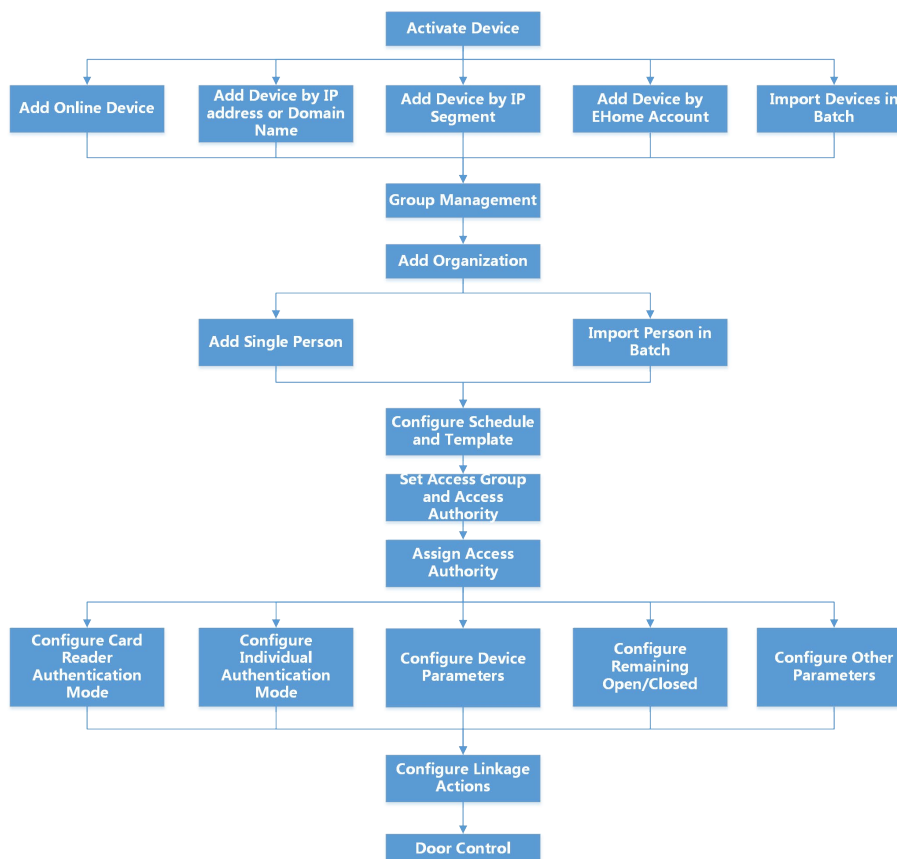 Activate Device
Add Online Device
Add Device by IP
address or Domain
Name
Add Device by IP
Segment
Add Device by
EHome Account
Import Devices in
Batch
Group Management
Add Organization
Add Single Person
Import Person in
Batch
Configure Schedule
and Template
Set Access Group
and Access
Authority
Assign Access
Authority
Configure Card
Reader
Authentication
Mode
Configure
Individual
Authentication
Mode
Configure Device
Parameters
Configure
Remaining
Open/Closed
Configure Other
Parameters
Configure Linkage
Actions
Door Control